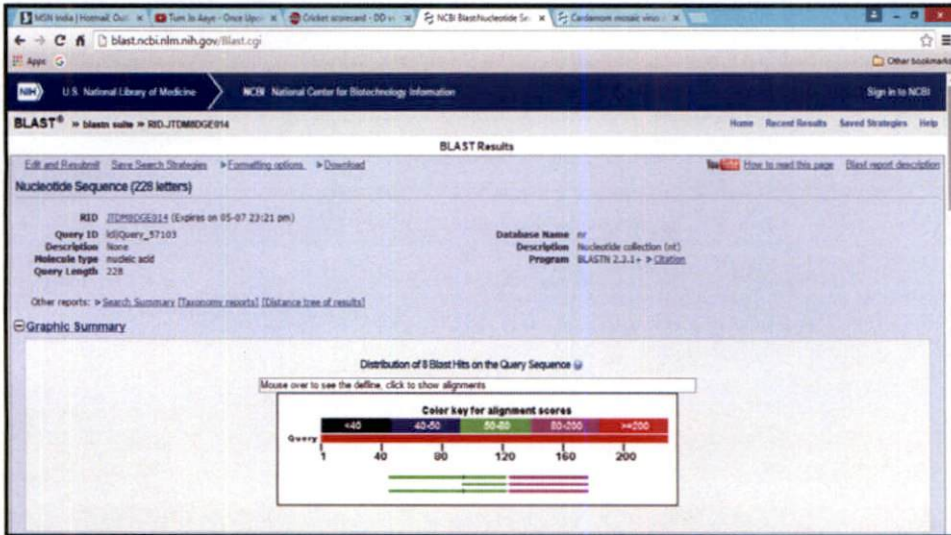 MSN India | Hotmail, Outl
Tum Jo Aaye - Once Upon
Cricket scorecard - DD vi
NCBI Blast:Nucleotide Se
Cardamom mosaic virus
blast.ncbi.nlm.nih.gov/Blast.cgi
Apps
Other bookmarks
NIH
U.S. National Library of Medicine
NCBI National Center for Biotechnology Information
Sign in to NCBI
BLAST® » blastn suite » RID-JTDM8DGE014
Home Recent Results Saved Strategies Help
BLAST Results
Edit and Resubmit Save Search Strategies ▶Formatting options ▶Download
You How to read this page Blast report description
Nucleotide Sequence (228 letters)
RID JTDM8DGE014 (Expires on 05-07 23:21 pm)
Query ID lcl|Query_57103
Description None
Molecule type nucleic acid
Query Length 228
Database Name nr
Description Nucleotide collection (nt)
Program BLASTN 2.3.1+ ▶Citation
Other reports: ▶Search Summary [Taxonomy reports] [Distance tree of results]
Graphic Summary
Distribution of 8 Blast Hits on the Query Sequence
Mouse over to see the defline, click to show alignments
Color key for alignment scores
<40 40-50 50-80 80-200 >=200
Query
1 40 80 120 160 200